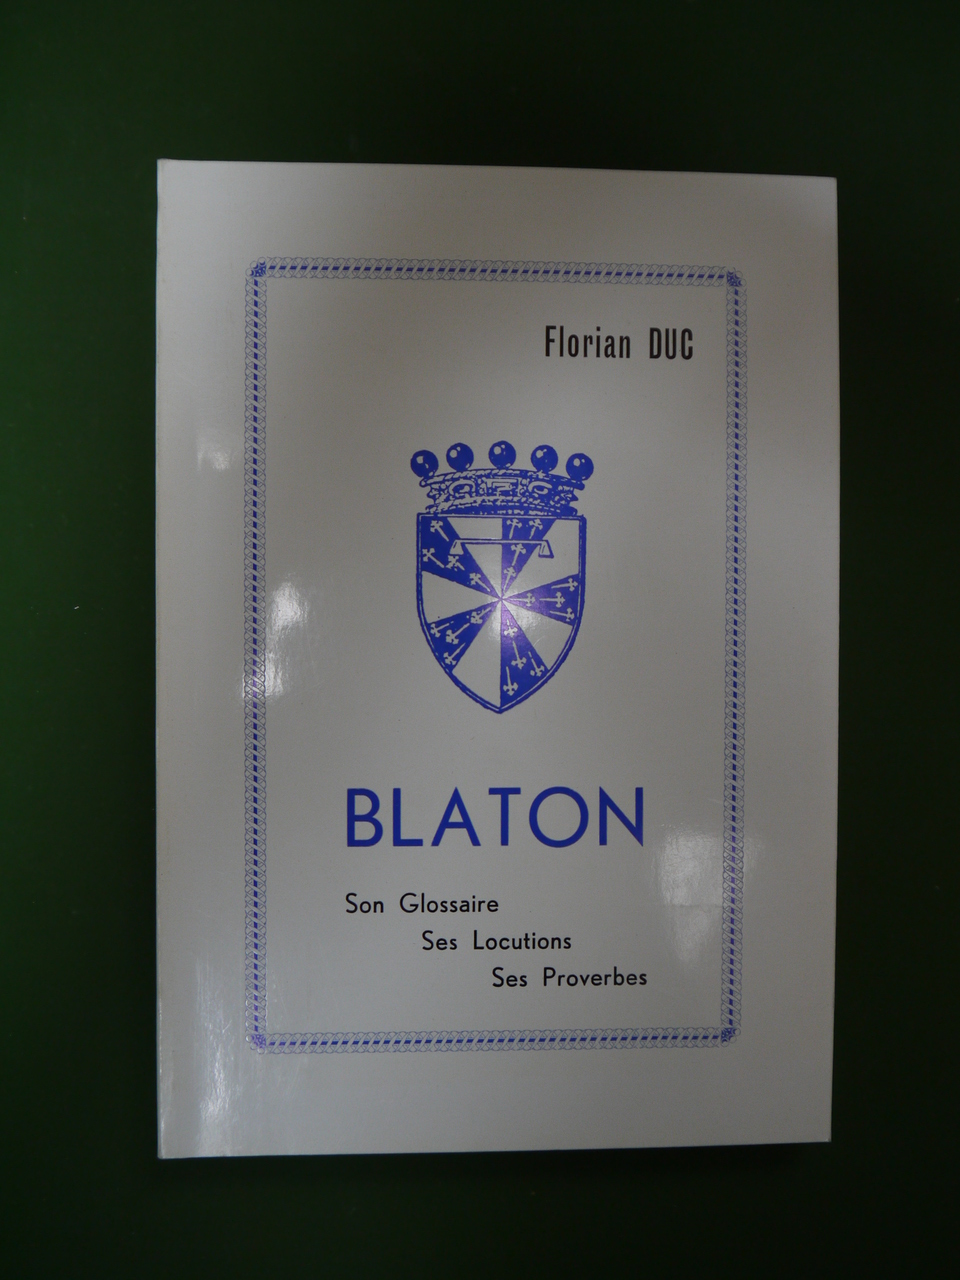 Florian DUC
BLATON
Son Glossaire
Ses Locutions
Ses Proverbes